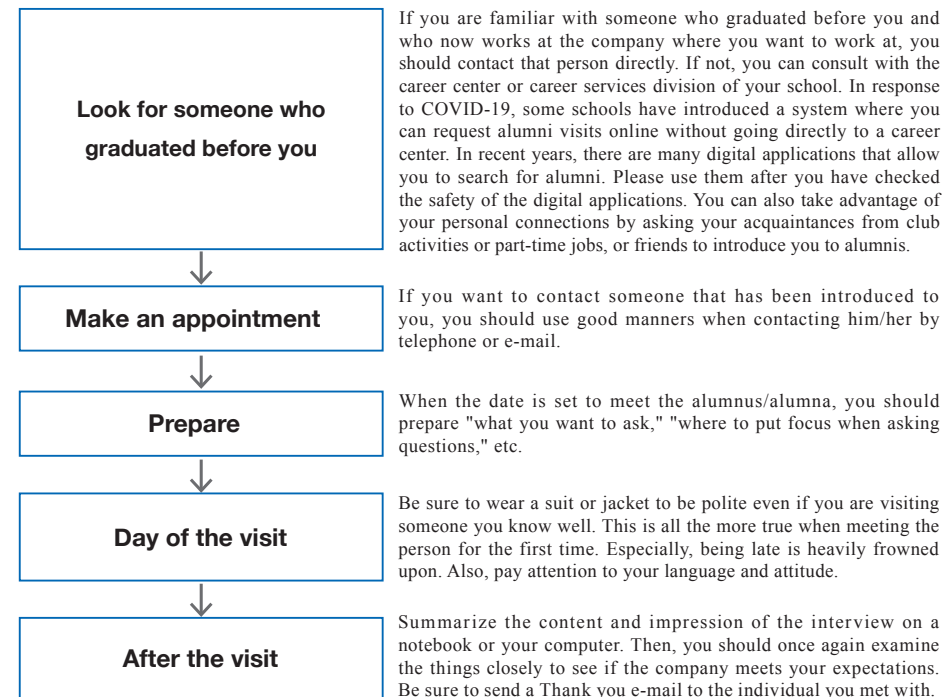 Look for someone who
graduated before you
If you are familiar with someone who graduated before you and
who now works at the company where you want to work at, you
should contact that person directly. If not, you can consult with the
career center or career services division of your school. In response
to COVID-19, some schools have introduced a system where you
can request alumni visits online without going directly to a career
center. In recent years, there are many digital applications that allow
you to search for alumni. Please use them after you have checked
the safety of the digital applications. You can also take advantage of
your personal connections by asking your acquaintances from club
activities or part-time jobs, or friends to introduce you to alumnis.
Make an appointment
If you want to contact someone that has been introduced to
you, you should use good manners when contacting him/her by
telephone or e-mail.
Prepare
When the date is set to meet the alumnus/alumna, you should
prepare "what you want to ask," "where to put focus when asking
questions," etc.
Day of the visit
Be sure to wear a suit or jacket to be polite even if you are visiting
someone you know well. This is all the more true when meeting the
person for the first time. Especially, being late is heavily frowned
upon. Also, pay attention to your language and attitude.
After the visit
Summarize the content and impression of the interview on a
notebook or your computer. Then, you should once again examine
the things closely to see if the company meets your expectations.
Be sure to send a Thank you e-mail to the individual you met with.